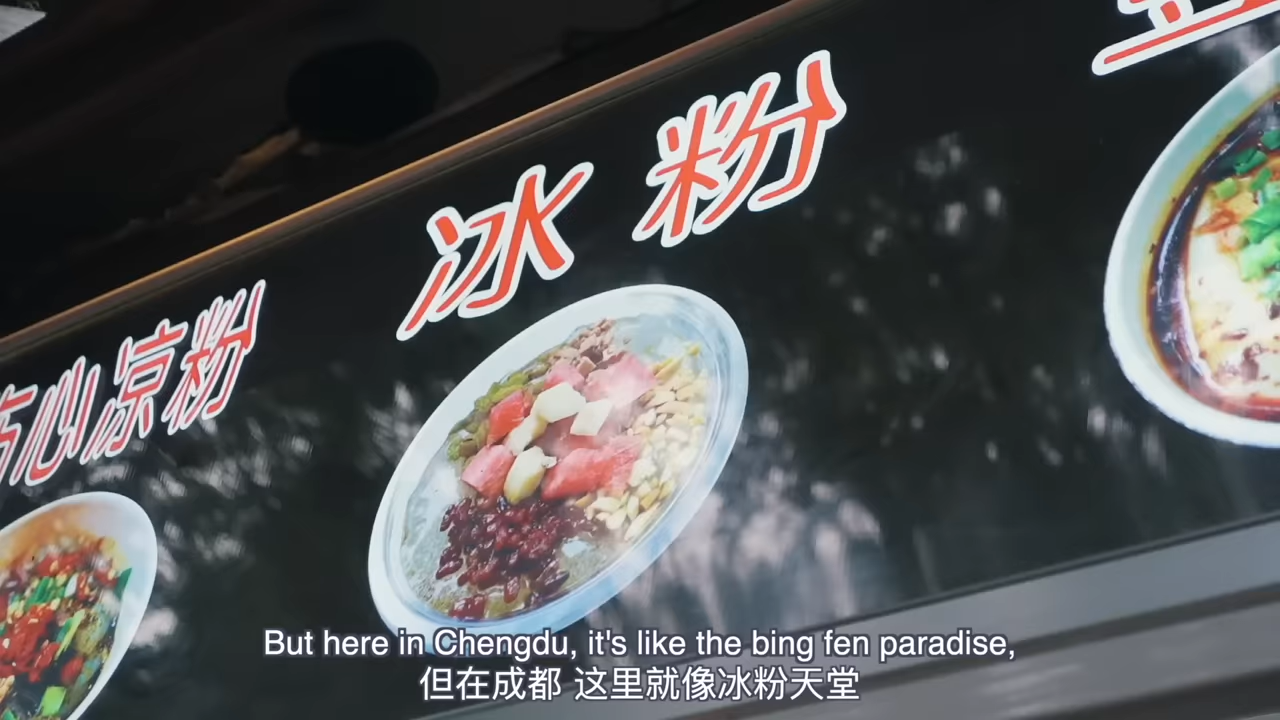 冰粉
心凉粉
But here in Chengdu, it's like the bing fen paradise,
但在成都 这里就像冰粉天堂